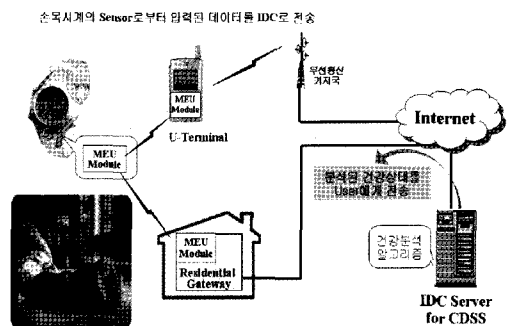 손목시계의 Sensor로부터 입력된 데이터를 IDC로 전송
무선통신
기지국
MEU
Module
U-Terminal
Internet
MEU
Module
분석된 건강상태를
User에게 전송
MEU
Module
Residential
Gateway
건강분석
알고리즘
IDC Server
for CDSS